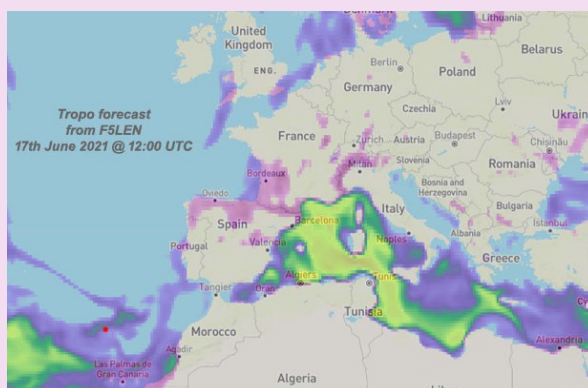 Lithuania
United
Kingdom
Belarus
ENG.
Berlin
Poland
Tropo forecast
from F5LEN
17th June 2021 @ 12:00 UTC
Germany
Lviv
Ukrain
Czechia
France
Zürich
Austria
Budapest
Chișinău
Slovenia
Milan
Romania
Bordeaux
Bosnia and
Herzegovina
Oviedo
Italy
Bulgaria
Barcelona
Istanbul
Spain
Albania
Naples
Portugal
Valencia
Greece
Algiers
Tunis
Oran
Tangier
Tunisia
Morocco
Alexandria
Agadir
Las Palmas de
Gran Canaria
Algeria